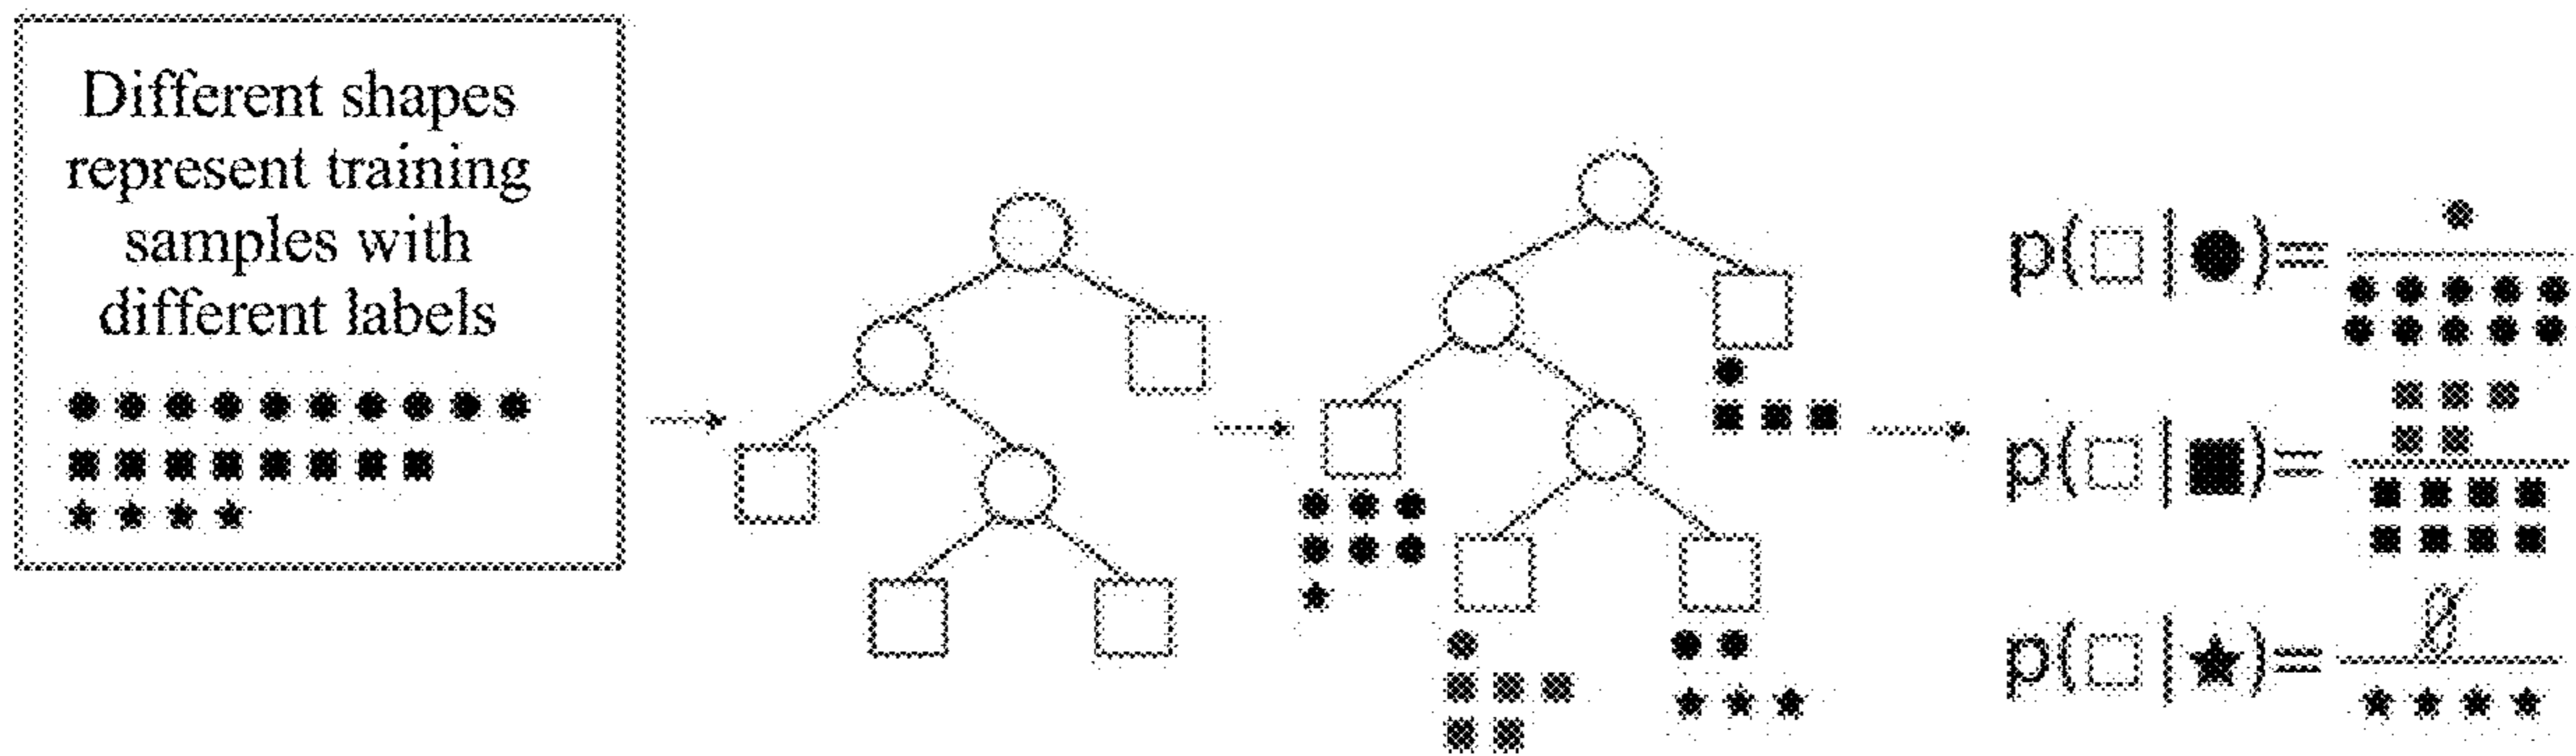 Different shapes
represent training
samples with
different labels
p(□|●)=
p(□|■)=
p(□|★)= ∅